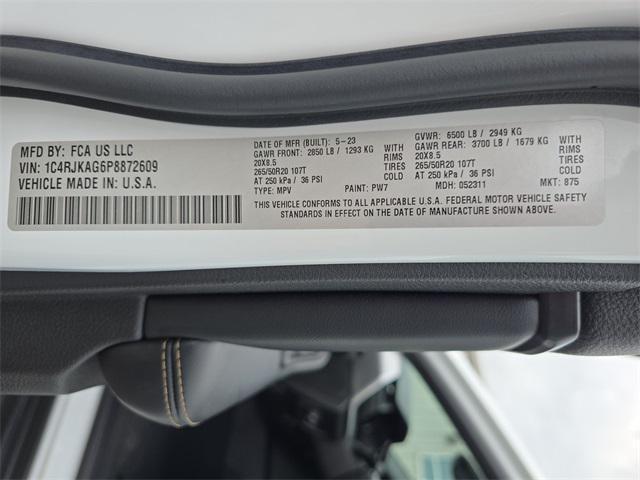 MFD BY: FCA US LLC
VIN: 1C4RJKAG6P8872609
VEHICLE MADE IN: U.S.A.
DATE OF MFR (BUILT): 5-23
GAWR FRONT: 2850 LB / 1293 KG
20X8.5
265/50R20 107T
AT 250 kPa / 36 PSI
TYPE: MPV PAINT: PW7
WITH
TIRES
RIMS
COLD
GVWR: 6500 LB / 2949 KG
GAWR REAR: 3700 LB / 1679 KG
20X8.5
265/50R20 107T
AT 250 kPa / 36 PSI
MDH: 052311 MKT: 875
WITH
TIRES
RIMS
COLD
THIS VEHICLE CONFORMS TO ALL APPLICABLE U.S.A. FEDERAL MOTOR VEHICLE SAFETY
STANDARDS IN EFFECT ON THE DATE OF MANUFACTURE SHOWN ABOVE.